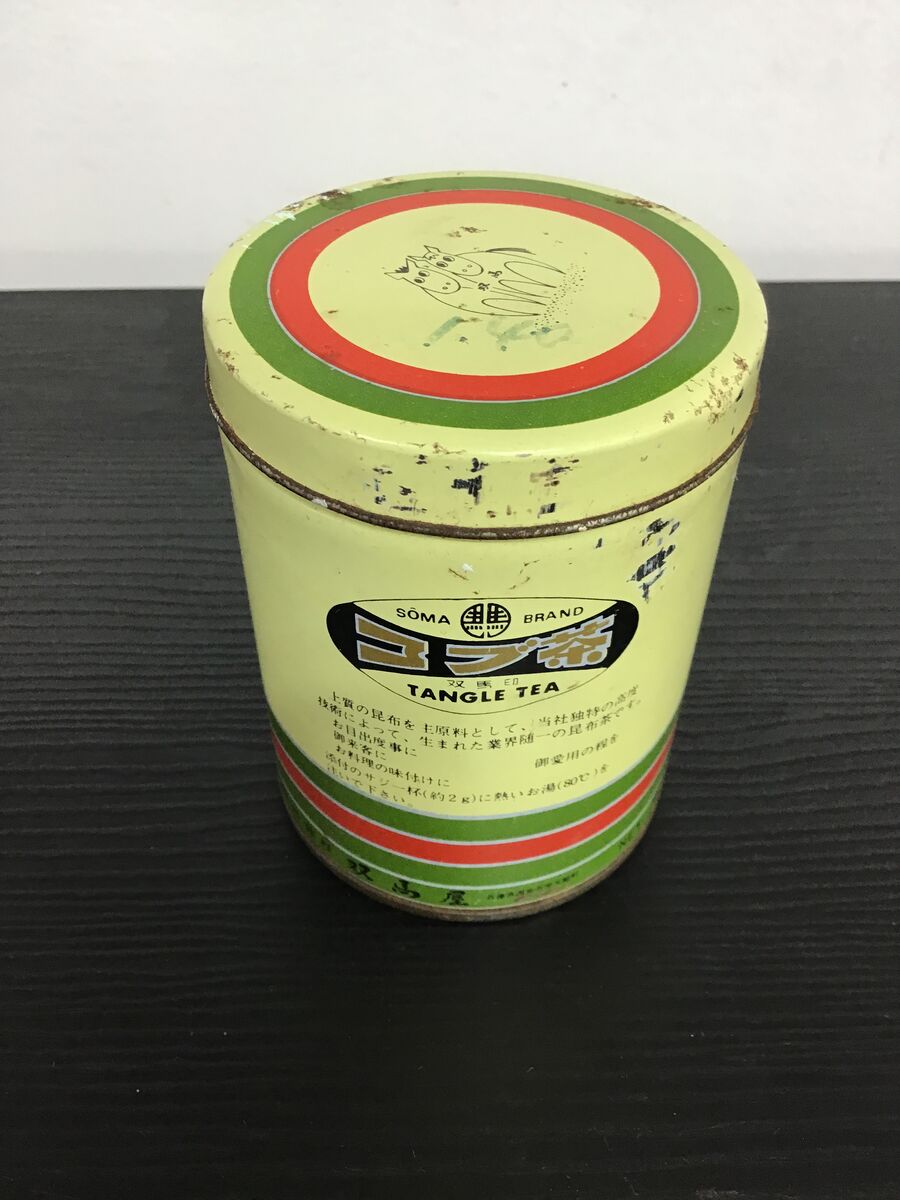 双馬
SÔMA BRAND
コブ茶
双馬印
TANGLE TEA
上質の昆布を主原料として、当社独特の高度
技術によって、生まれた業界随一の昆布茶です。
お目出度事に
御来客に 御愛用の程を
お料理の味付けに
添付のサジ一杯(約2g)に熱いお湯(80℃)を
注いで下さい。
双馬屋